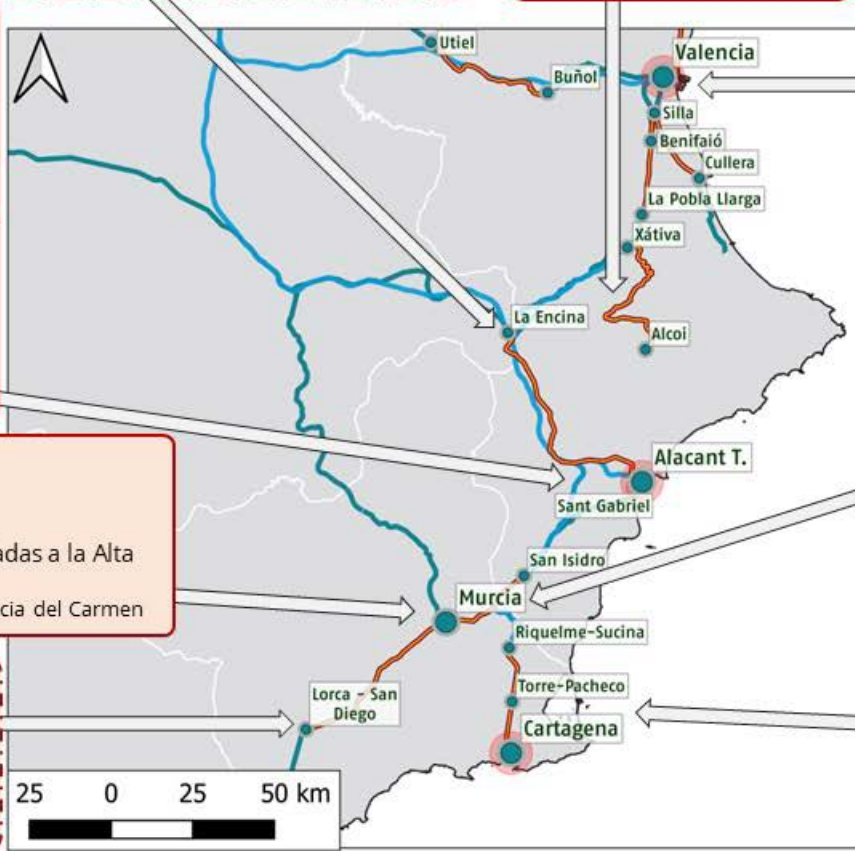 Utiel
Valencia
Buñol
Silla
Benifaió
Cullera
La Pobla Llarga
Xátiva
La Encina
Alcoi
Alacant T.
Sant Gabriel
adas a la Alta
San Isidro
Murcia
cia del Carmen
Riquelme-Sucina
Torre-Pacheco
Lorca - San
Diego
Cartagena
25 0 25 50 km